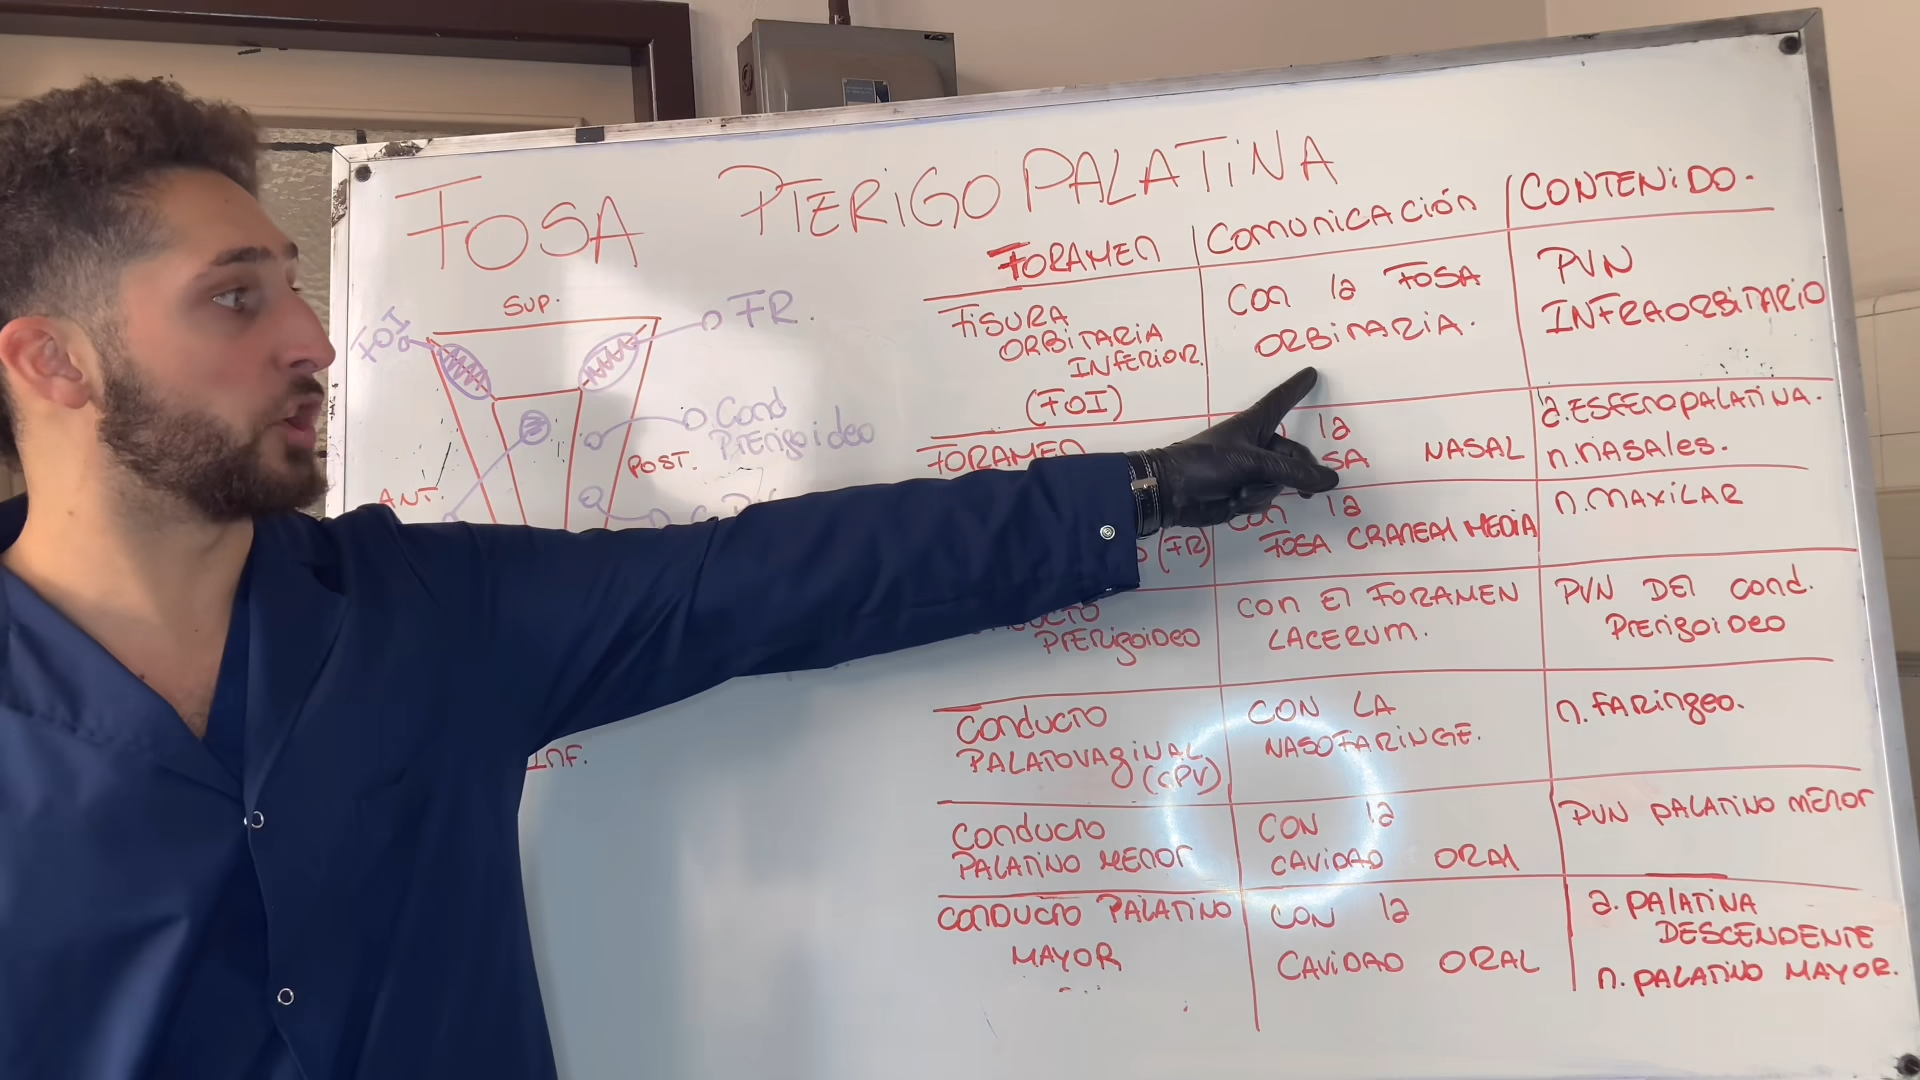 FOSA PTERIGOPALATINA
SUP.
FOI
FR.
Cond
PTERIGOIDEO
POST.
ANT.
INF.
FORAMEN
COMUNICACIÓN
CONTENIDO.
FISURA
ORBITARIA
INFERIOR
(FOI)
CON la FOSA
ORBITARIA.
PVN
INFRAORBITARIO
FORAMEN
la
SA NASAL
a. ESFENOPALATINA.
n. NASALES.
(FR)
CON la
FOSA CRANEAL MEDIA
n. MAXILAR
PTERIGOIDEO
CON El FORAMEN
LACERUM.
PVN DEl cond.
PTERIGOIDEO
CONDUCTO
PALATOVAGINAL
(CPV)
CON LA
NASOFARINGE.
n. FARINGEO.
CONDUCTO
PALATINO MENOR
CON la
CAVIDAD ORAl
PVN PALATINO MENOR
CONDUCTO PALATINO
MAYOR
CON la
CAVIDAD ORAL
a. PALATINA
DESCENDENTE
n. PALATINO MAYOR.